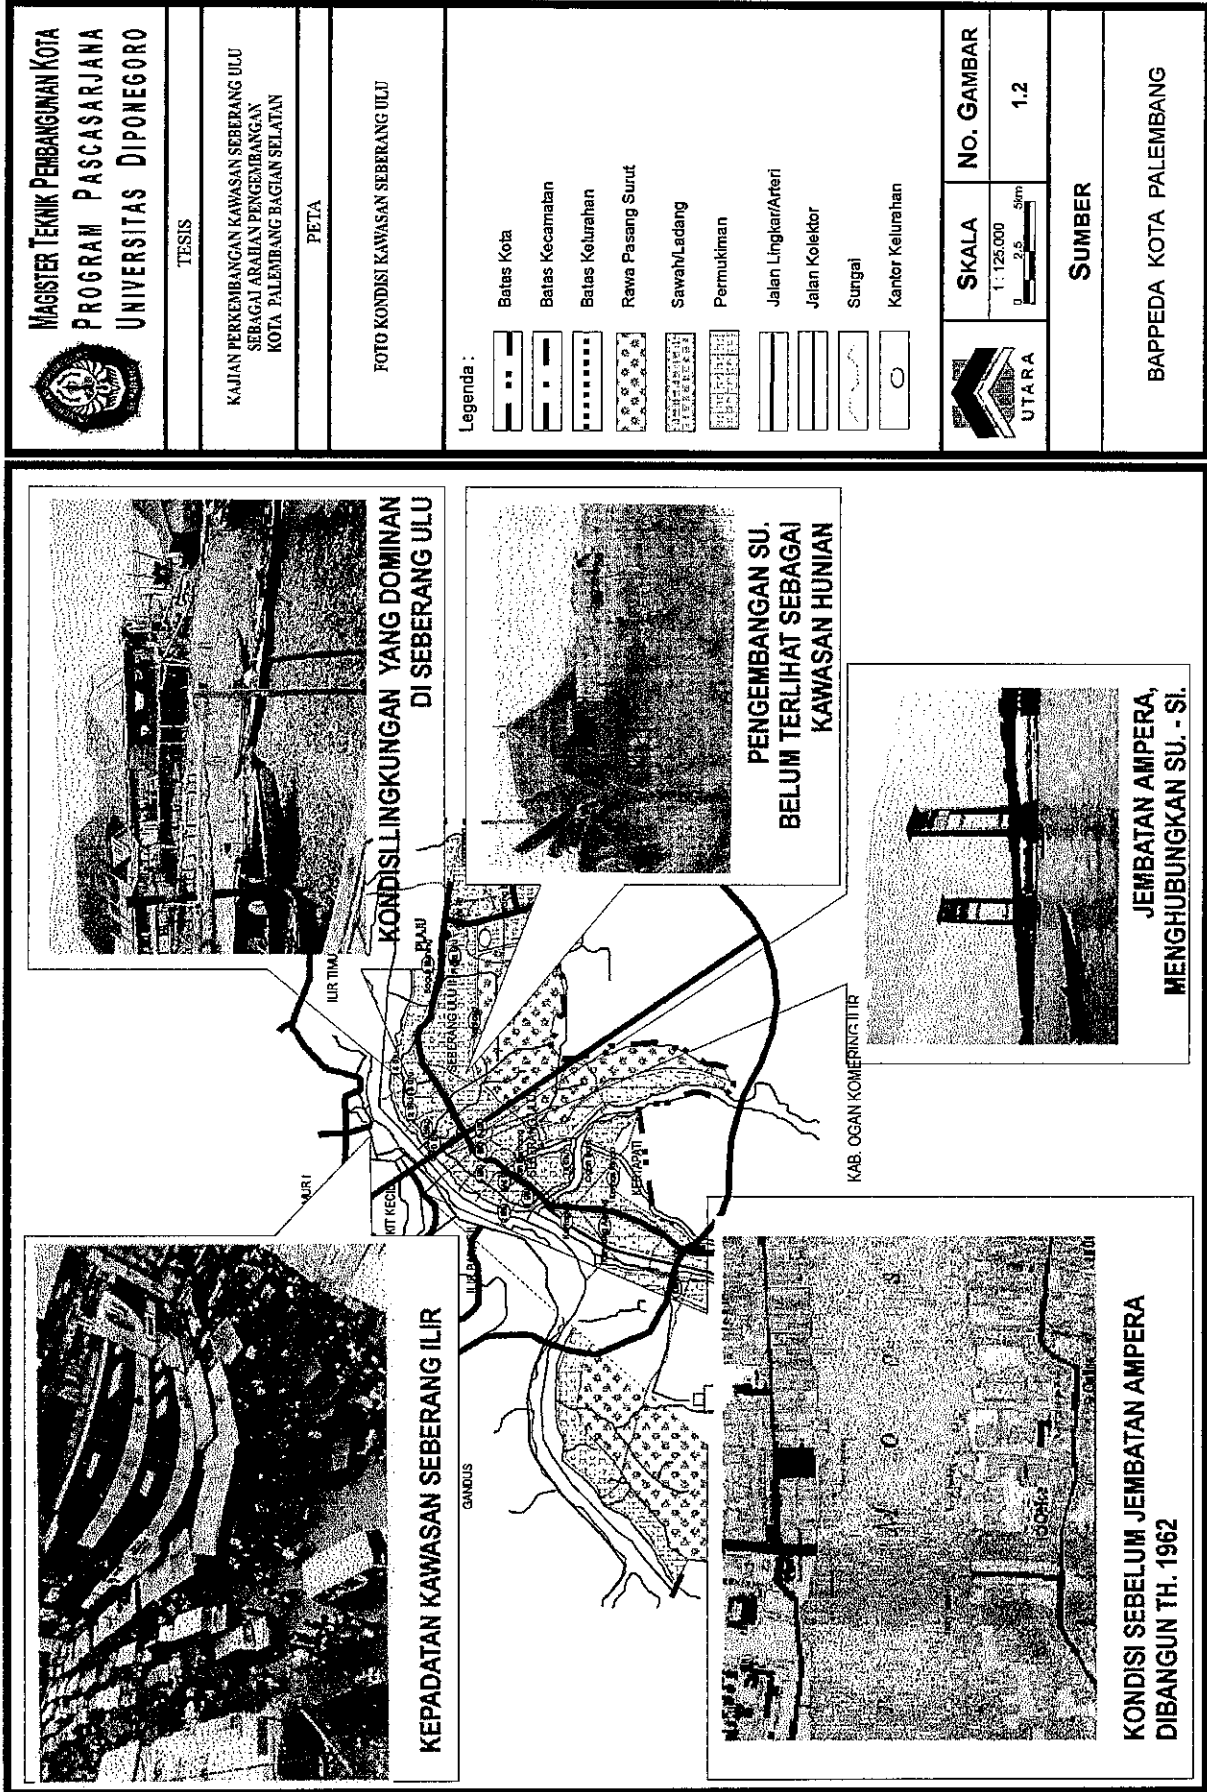 MAGISTER TEKNIK PEMBANGUNAN KOTA
PROGRAM PASCASARJANA
UNIVERSITAS DIPONEGORO
TESIS
KAJIAN PERKEMBANGAN KAWASAN SEBERANG ULU
SEBAGAI ARAHAN PENGEMBANGAN
KOTA PALEMBANG BAGIAN SELATAN
PETA
FOTO KONDISI KAWASAN SEBERANG ULU
Legenda :
Batas Kota
Batas Kecamatan
Batas Kelurahan
Rawa Pasang Surut
Sawah/Ladang
Permukiman
Jalan Lingkar/Arteri
Jalan Kolektor
Sungai
Kantor Kelurahan
UTARA
SKALA
1 : 125.000
0 2,5 5km
No. GAMBAR
1.2
SUMBER
BAPPEDA KOTA PALEMBANG
KEPADATAN KAWASAN SEBERANG ILIR
KONDISI LINGKUNGAN YANG DOMINAN
DI SEBERANG ULU
PENGEMBANGAN SU.
BELUM TERLIHAT SEBAGAI
KAWASAN HUNIAN
JEMBATAN AMPERA,
MENGHUBUNGKAN SU. - SI.
KONDISI SEBELUM JEMBATAN AMPERA
DIBANGUN TH. 1962
GANDUS
ILIR TIMU
PLAJU
SEBERANG ULU II
KERTAPATI
KAB. OGAN KOMERING ILIR
MUSI